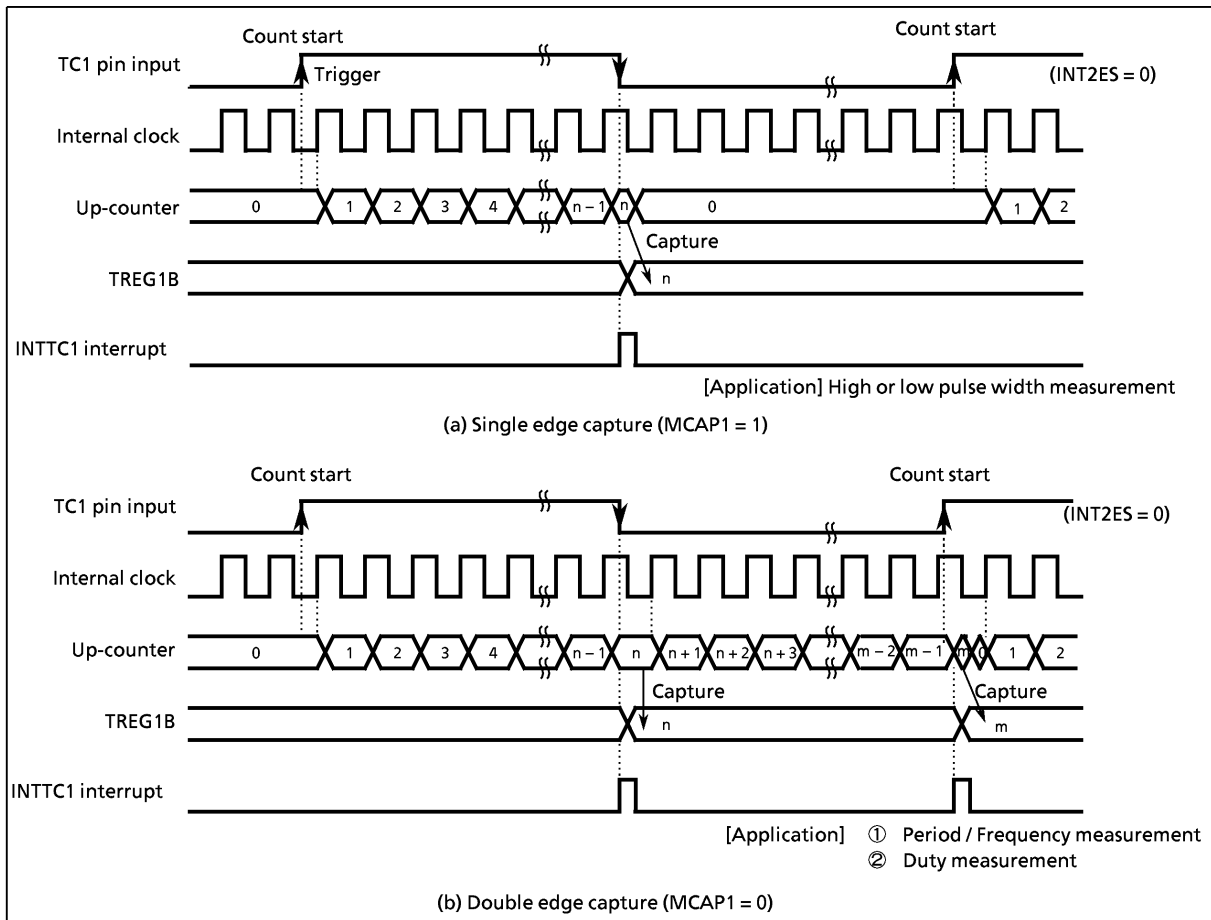 Count start
Count start
TC1 pin input
Trigger
(INT2ES = 0)
Internal clock
Up-counter
0 1 2 3 4 n – 1 n 0 1 2
Capture
TREG1B
n
INTTC1 interrupt
[Application] High or low pulse width measurement
(a) Single edge capture (MCAP1 = 1)
Count start
Count start
TC1 pin input
(INT2ES = 0)
Internal clock
Up-counter
0 1 2 3 4 n – 1 n n + 1 n + 2 n + 3 m – 2 m – 1 m 0 1 2
Capture
Capture
TREG1B
n
m
INTTC1 interrupt
[Application] ① Period / Frequency measurement
② Duty measurement
(b) Double edge capture (MCAP1 = 0)